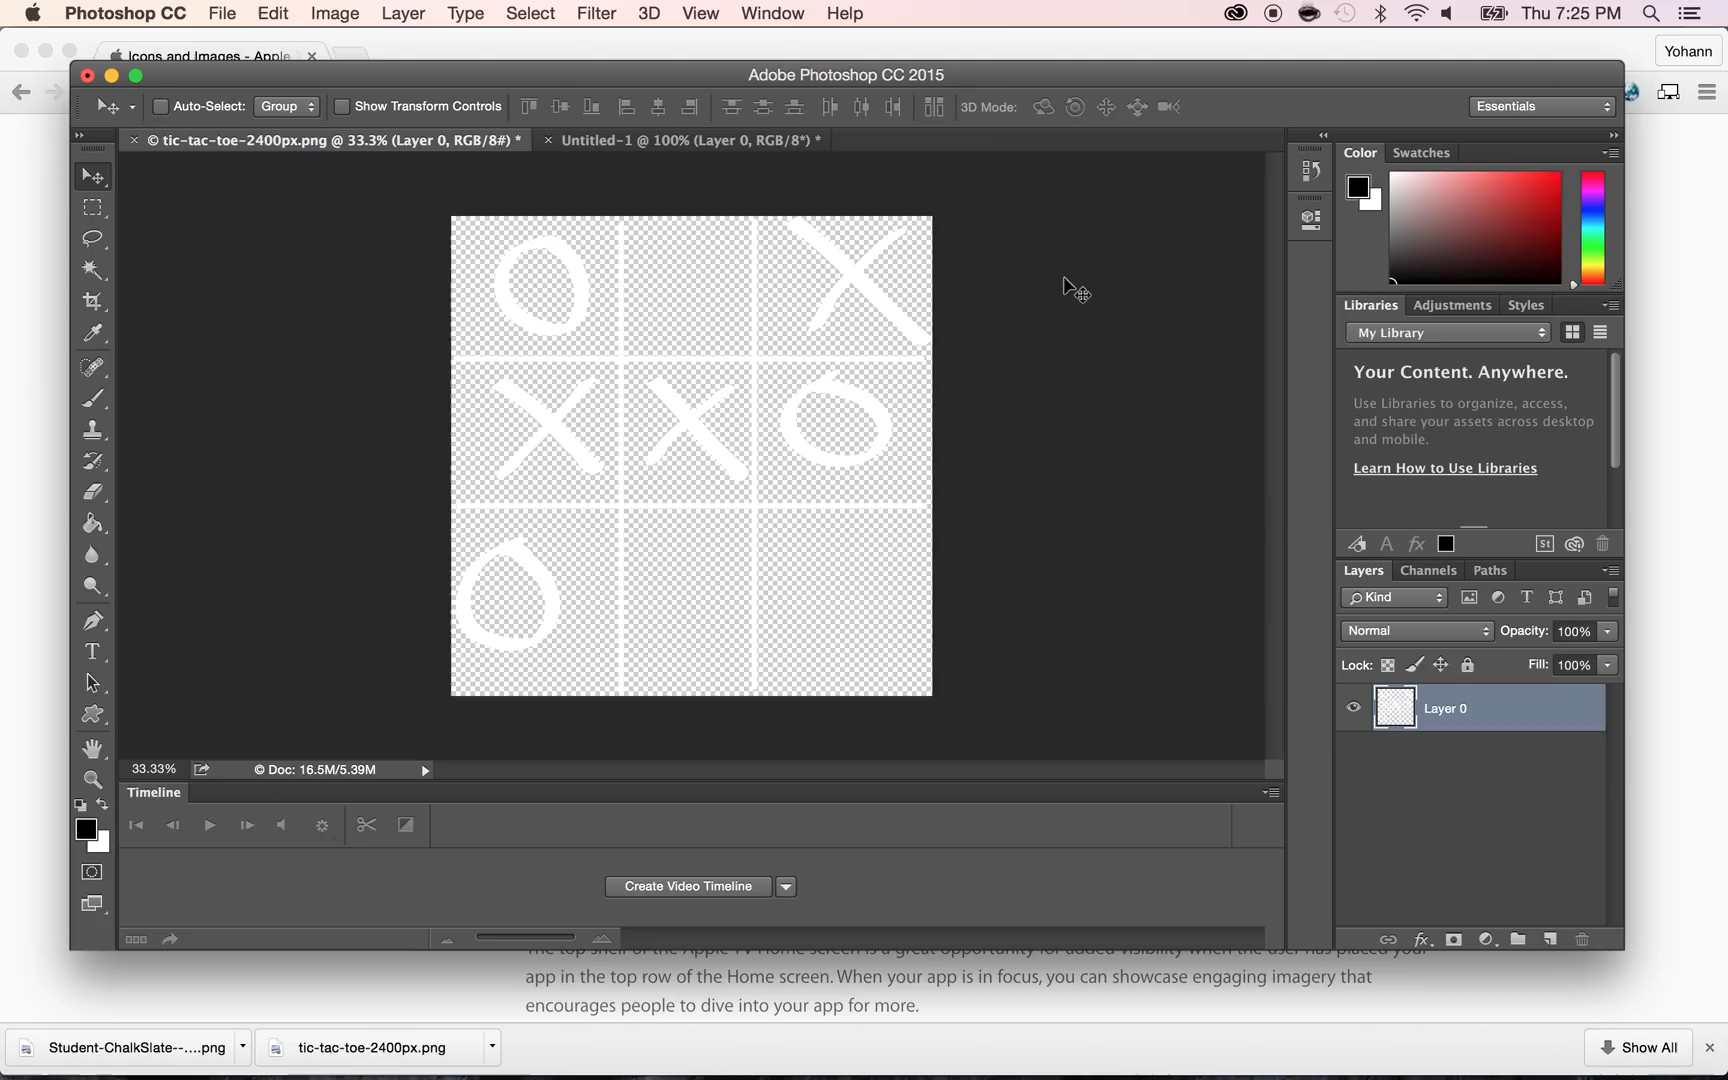 Photoshop CC File Edit Image Layer Type Select Filter 3D View Window Help Thu 7:25 PM
Icons and Images - Apple
Yohann
Adobe Photoshop CC 2015
Auto-Select: Group Show Transform Controls 3D Mode: Essentials
© tic-tac-toe-2400px.png @ 33.3% (Layer 0, RGB/8#) * Untitled-1 @ 100% (Layer 0, RGB/8*) *
Color Swatches
Libraries Adjustments Styles
My Library
Your Content. Anywhere.
Use Libraries to organize, access,
and share your assets across desktop
and mobile.
Learn How to Use Libraries
St
Layers Channels Paths
Kind
Normal Opacity: 100%
Lock: Fill: 100%
Layer 0
O X
X X O
O
33.33% © Doc: 16.5M/5.39M
Timeline
Create Video Timeline
The top shelf of the Apple TV Home screen is a great opportunity for added visibility when the user has placed your
app in the top row of the Home screen. When your app is in focus, you can showcase engaging imagery that
encourages people to dive into your app for more.
Student-ChalkSlate--....png tic-tac-toe-2400px.png Show All